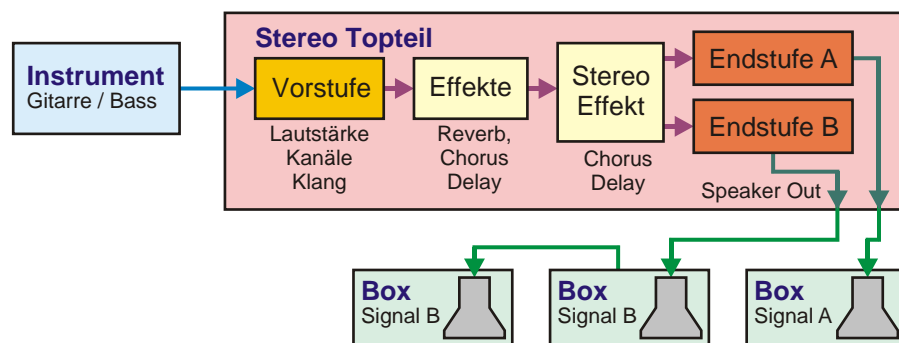 Stereo Topteil
Instrument
Gitarre / Bass
Vorstufe
Lautstärke
Kanäle
Klang
Effekte
Reverb,
Chorus
Delay
Stereo
Effekt
Chorus
Delay
Endstufe A
Endstufe B
Speaker Out
Box
Signal B
Box
Signal B
Box
Signal A